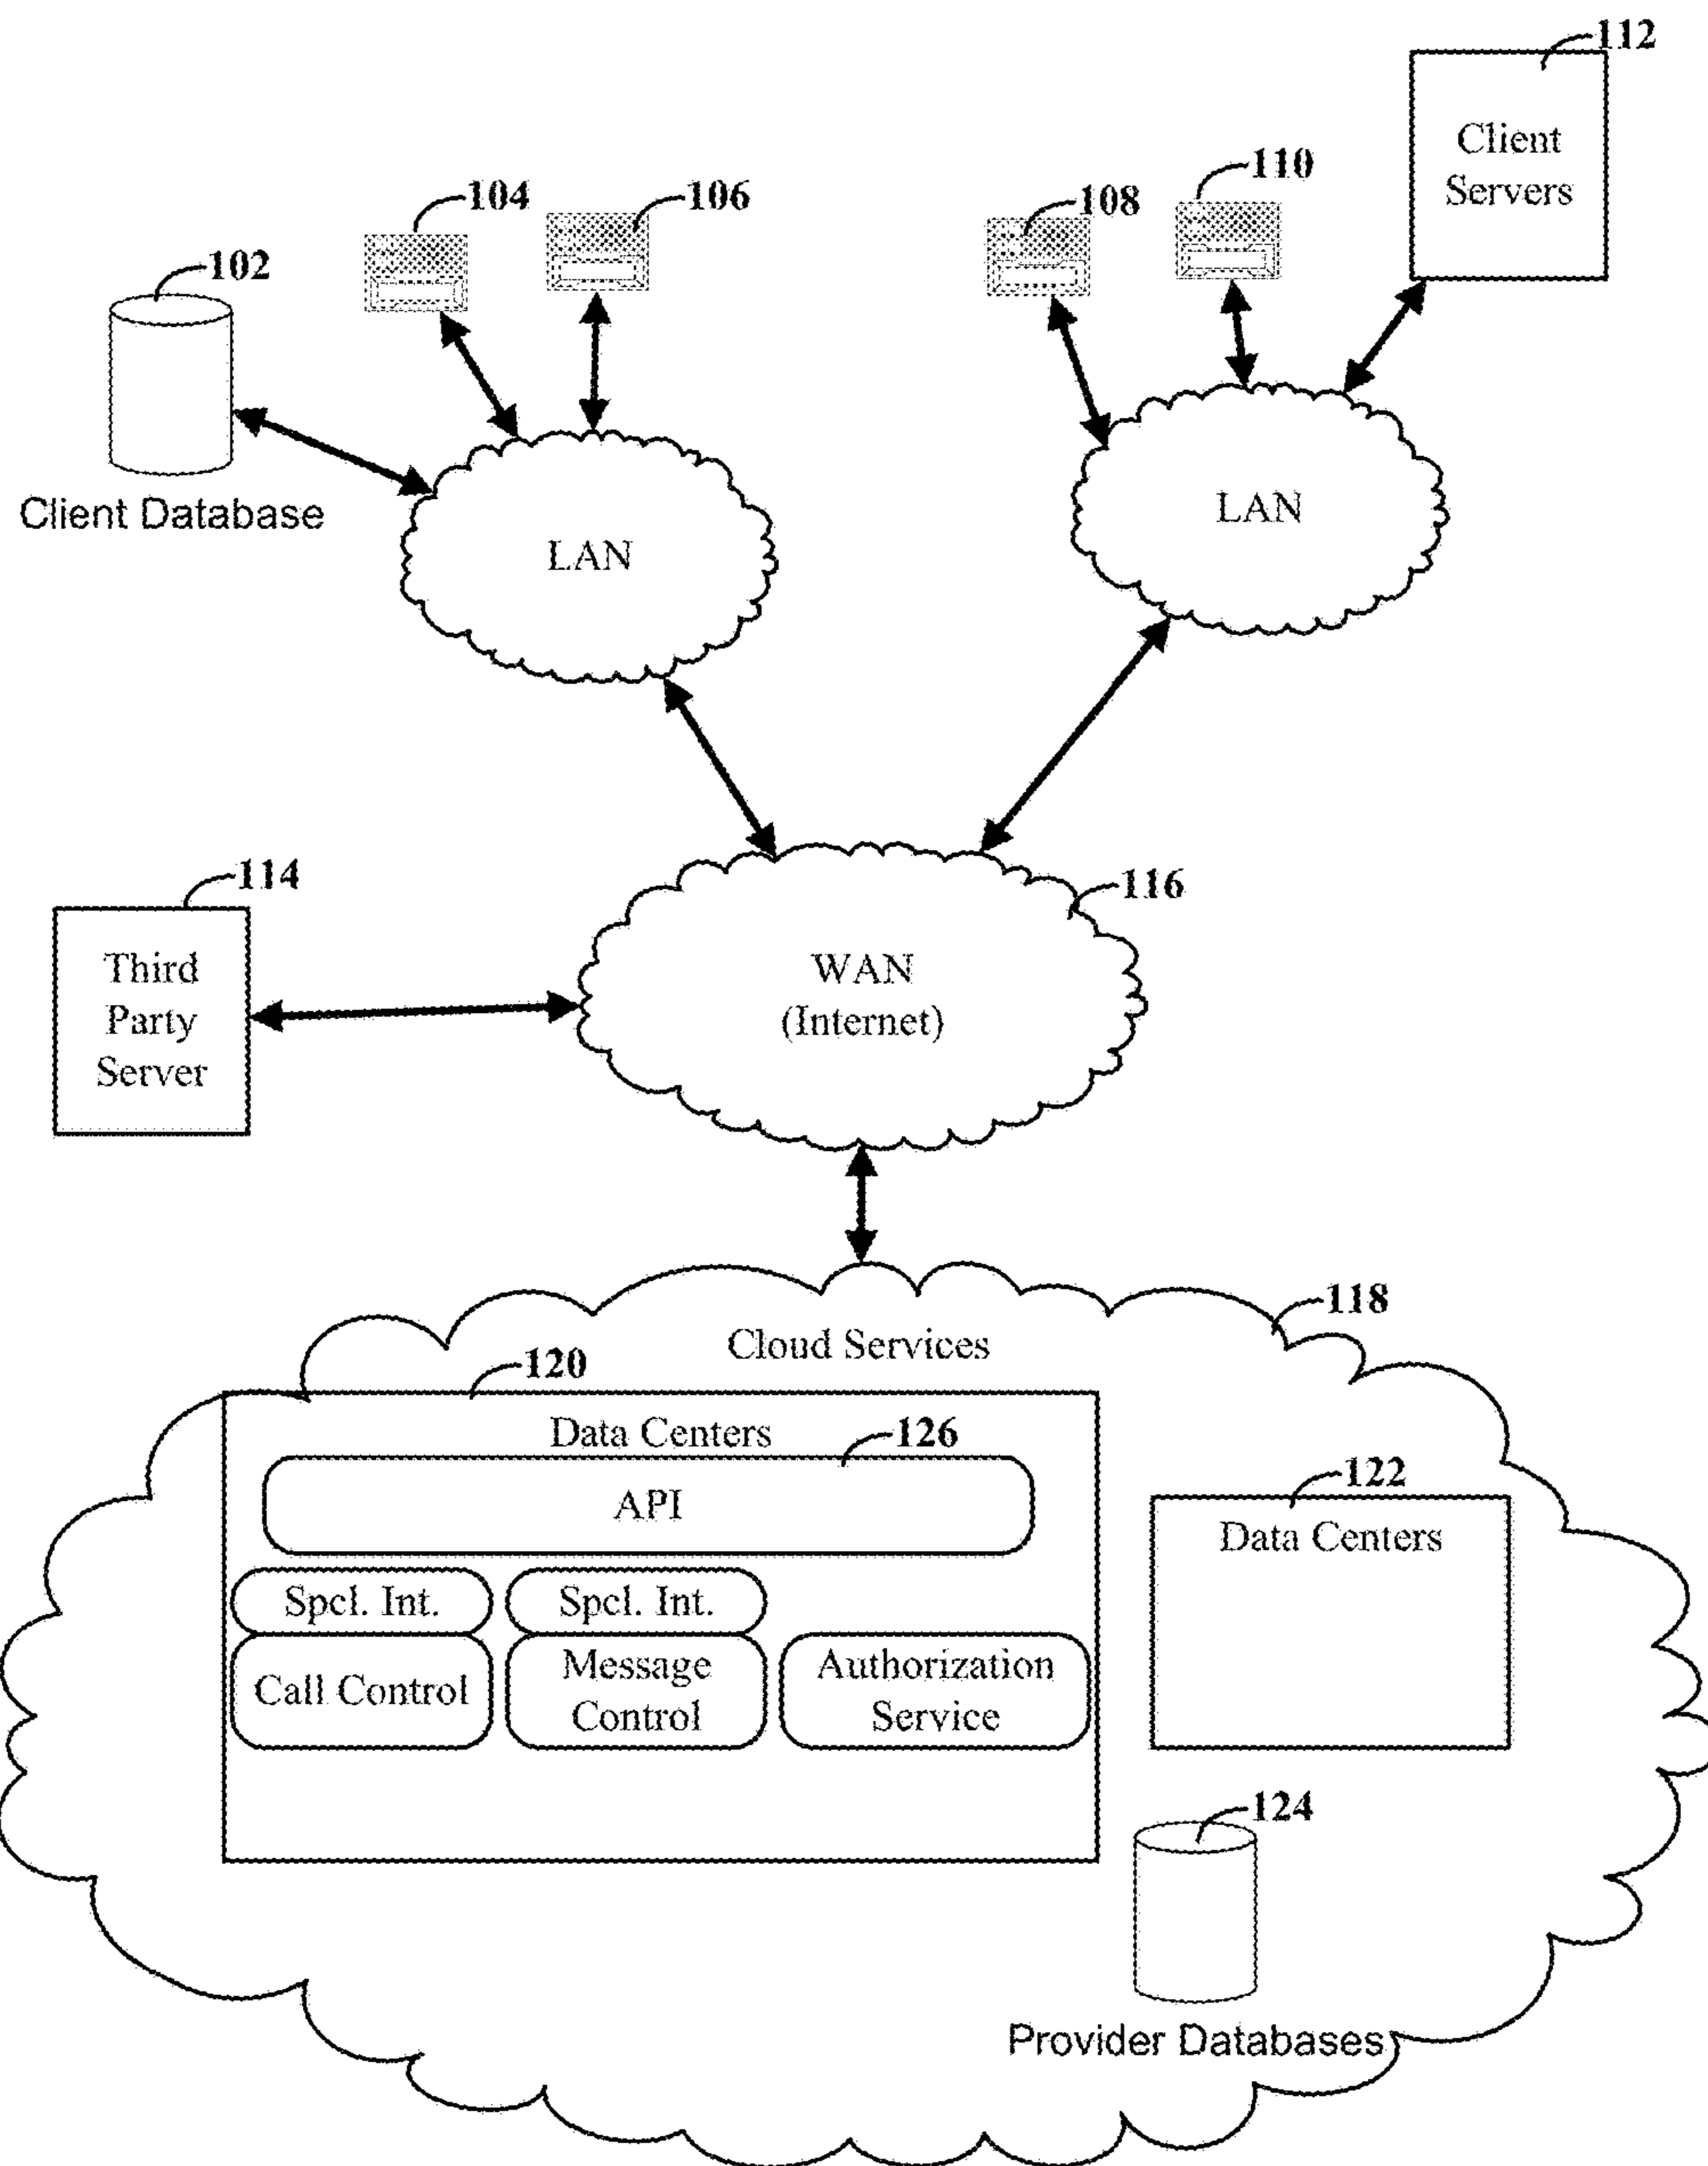 112
Client
Servers
110
108
104
106
102
Client Database
LAN
LAN
114
Third
Party
Server
116
WAN
(Internet)
118
Cloud Services
120
Data Centers
126
API
122
Data Centers
Spcl. Int.
Spcl. Int.
Call Control
Message
Control
Authorization
Service
124
Provider Databases